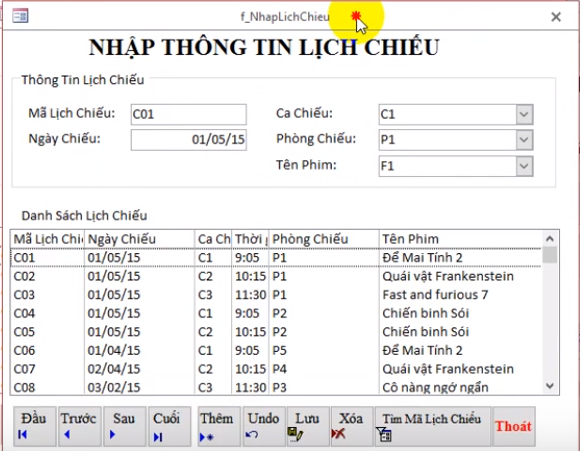 f_NhapLichChieu
NHẬP THÔNG TIN LỊCH CHIẾU
Thông Tin Lịch Chiếu
Mã Lịch Chiếu: C01 Ca Chiếu: C1
Ngày Chiếu: 01/05/15 Phòng Chiếu: P1
Tên Phim: F1
Danh Sách Lịch Chiếu
Mã Lịch Chi Ngày Chiếu Ca Ch Thời g Phòng Chiếu Tên Phim
C01 01/05/15 C1 9:05 P1 Để Mai Tính 2
C02 01/05/15 C2 10:15 P1 Quái vật Frankenstein
C03 01/05/15 C3 11:30 P1 Fast and furious 7
C04 01/05/15 C1 9:05 P2 Chiến binh Sói
C05 01/05/15 C2 10:15 P2 Chiến binh Sói
C06 01/04/15 C1 9:05 P5 Để Mai Tính 2
C07 02/04/15 C2 10:15 P4 Quái vật Frankenstein
C08 03/02/15 C3 11:30 P3 Cô nàng ngớ ngẩn
Đầu Trước Sau Cuối Thêm Undo Lưu Xóa Tìm Mã Lịch Chiếu Thoát